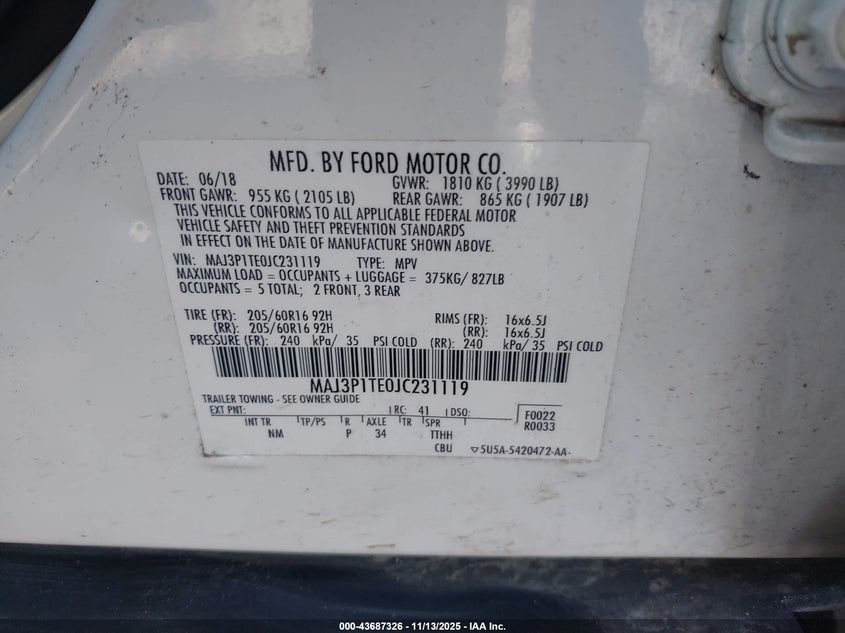 MFD. BY FORD MOTOR CO.
DATE: 06/18 GVWR: 1810 KG ( 3990 LB)
FRONT GAWR: 955 KG ( 2105 LB) REAR GAWR: 865 KG ( 1907 LB)
THIS VEHICLE CONFORMS TO ALL APPLICABLE FEDERAL MOTOR
VEHICLE SAFETY AND THEFT PREVENTION STANDARDS
IN EFFECT ON THE DATE OF MANUFACTURE SHOWN ABOVE.
VIN: MAJ3P1TE0JC231119 TYPE: MPV
MAXIMUM LOAD = OCCUPANTS + LUGGAGE = 375KG/ 827LB
OCCUPANTS = 5 TOTAL; 2 FRONT, 3 REAR
TIRE (FR): 205/60R16 92H RIMS (FR): 16x6.5J
(RR): 205/60R16 92H (RR): 16x6.5J
PRESSURE (FR): 240 kPa/ 35 PSI COLD (RR): 240 kPa/ 35 PSI COLD
MAJ3P1TE0JC231119
TRAILER TOWING - SEE OWNER GUIDE
EXT PNT: RC: 41 DSO: F0022
INT TR TP/PS R AXLE TR SPR R0033
NM P 34 TTHH
CBU 5U5A-5420472-AA
000-43687326 - 11/13/2025 - IAA Inc.